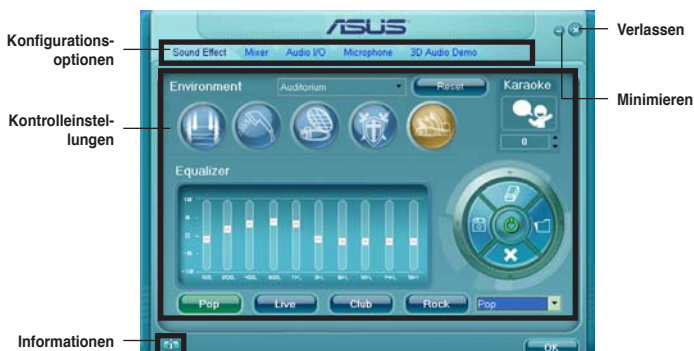 ASUS
Konfigurations-
optionen
Sound Effect Mixer Audio I/O Microphone 3D Audio Demo
Verlassen
Minimieren
Environment Auditorium Reset Karaoke
Kontrolleinstel-
lungen
0
Equalizer
Pop Live Club Rock Pop
Informationen
OK